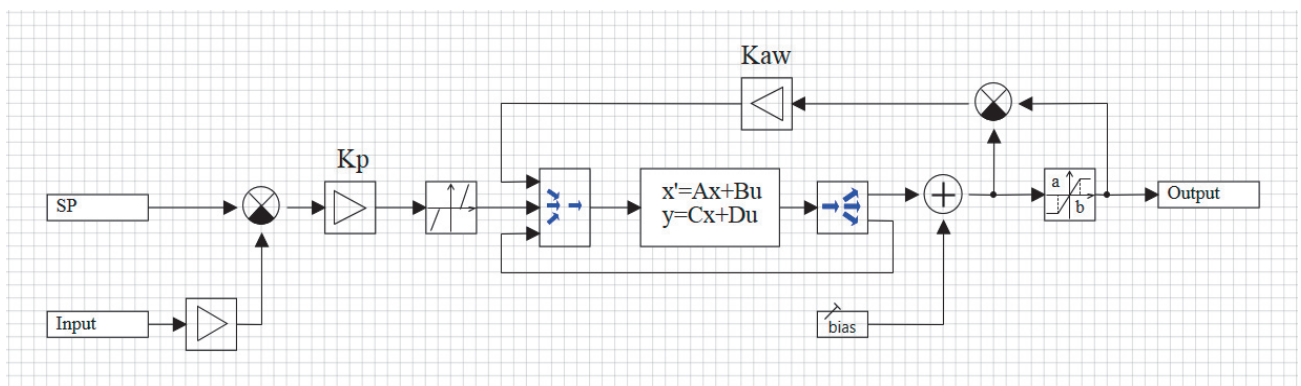 Kaw
Kp
SP
x'=Ax+Bu
y=Cx+Du
a
b
Output
Input
bias